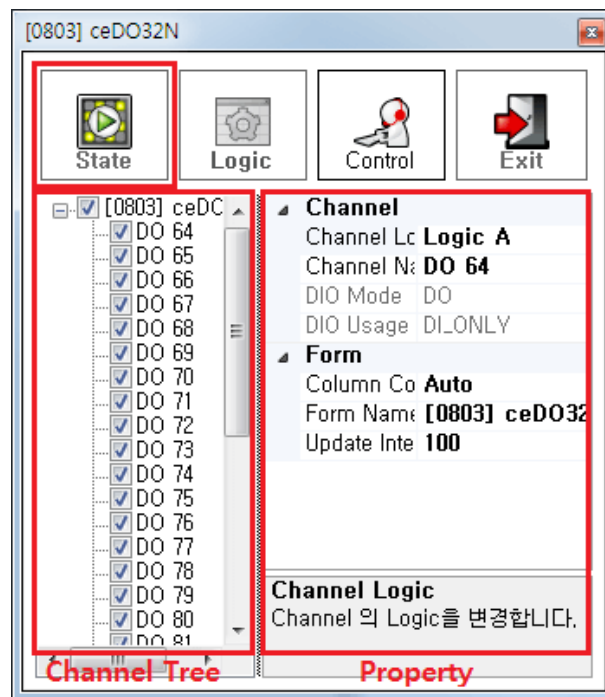 [0803] ceDO32N
State
Logic
Control
Exit
[0803] ceDC
DO 64
DO 65
DO 66
DO 67
DO 68
DO 69
DO 70
DO 71
DO 72
DO 73
DO 74
DO 75
DO 76
DO 77
DO 78
DO 79
DO 80
DO 81
Channel Tree
Channel
Channel Lc Logic A
Channel Na DO 64
DIO Mode DO
DIO Usage DI_ONLY
Form
Column Co Auto
Form Name [0803] ceDO32
Update Inte 100
Channel Logic
Channel 의 Logic을 변경합니다.
Property